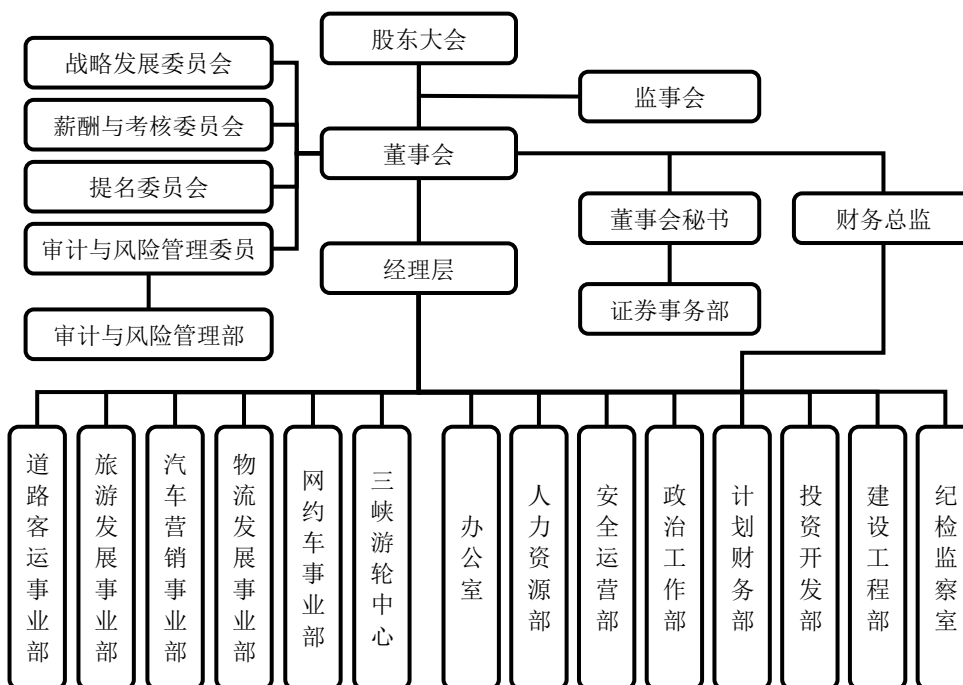 股东大会
战略发展委员会
监事会
薪酬与考核委员会
董事会
提名委员会
董事会秘书
财务总监
审计与风险管理委员
经理层
证券事务部
审计与风险管理部
道路客运事业部
旅游发展事业部
汽车营销事业部
物流发展事业部
网约车事业部
三峡游轮中心
办公室
人力资源部
安全运营部
政治工作部
计划财务部
投资开发部
建设工程部
纪检监察室